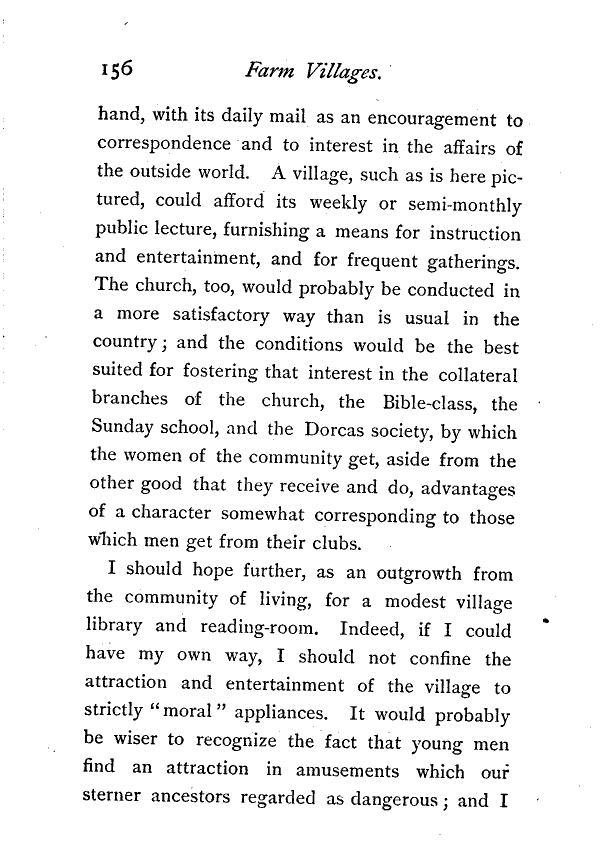 156 Farm Villages.
hand, with its daily mail as an encouragement to
correspondence and to interest in the affairs of
the outside world. A village, such as is here pic-
tured, could afford its weekly or semi-monthly
public lecture, furnishing a means for instruction
and entertainment, and for frequent gatherings.
The church, too, would probably be conducted in
a more satisfactory way than is usual in the
country; and the conditions would be the best
suited for fostering that interest in the collateral
branches of the church, the Bible-class, the
Sunday school, and the Dorcas society, by which
the women of the community get, aside from the
other good that they receive and do, advantages
of a character somewhat corresponding to those
which men get from their clubs.
I should hope further, as an outgrowth from
the community of living, for a modest village
library and reading-room. Indeed, if I could
have my own way, I should not confine the
attraction and entertainment of the village to
strictly "moral" appliances. It would probably
be wiser to recognize the fact that young men
find an attraction in amusements which our
sterner ancestors regarded as dangerous; and I